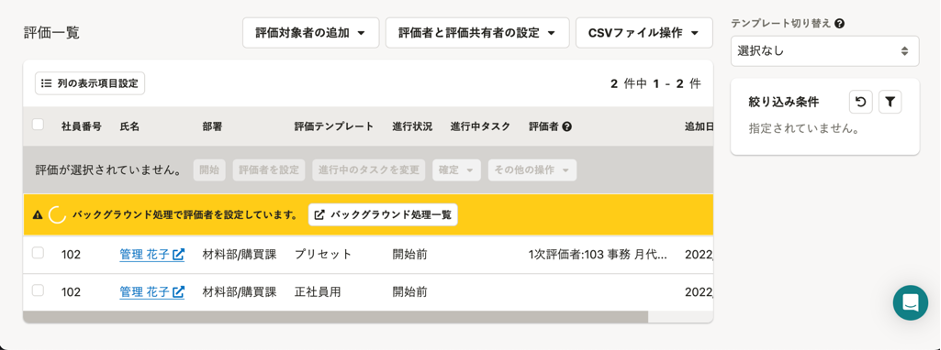 評価一覧
評価対象者の追加
評価者と評価共有者の設定
CSVファイル操作
テンプレート切り替え
選択なし
列の表示項目設定
2 件中 1 - 2 件
絞り込み条件
指定されていません。
社員番号 氏名 部署 評価テンプレート 進行状況 進行中タスク 評価者 追加日
評価が選択されていません。 開始 評価者を設定 進行中のタスクを変更 確定 その他の操作
バックグラウンド処理で評価者を設定しています。 バックグラウンド処理一覧
102 管理 花子 材料部/購買課 プリセット 開始前 1次評価者:103 事務 月代... 2022/
102 管理 花子 材料部/購買課 正社員用 開始前 2022/